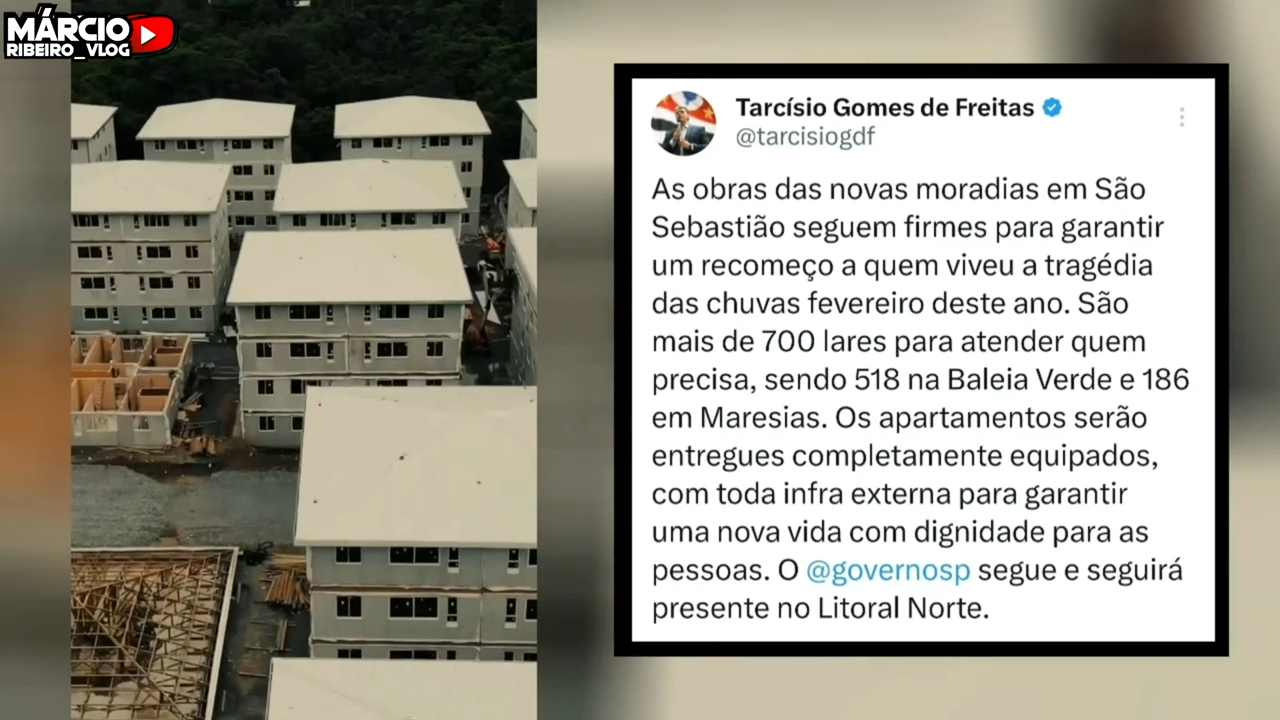 MÁRCIO
RIBEIRO_VLOG
Tarcísio Gomes de Freitas
@tarcisiogdf
As obras das novas moradias em São
Sebastião seguem firmes para garantir
um recomeço a quem viveu a tragédia
das chuvas fevereiro deste ano. São
mais de 700 lares para atender quem
precisa, sendo 518 na Baleia Verde e 186
em Maresias. Os apartamentos serão
entregues completamente equipados,
com toda infra externa para garantir
uma nova vida com dignidade para as
pessoas. O @governosp segue e seguirá
presente no Litoral Norte.